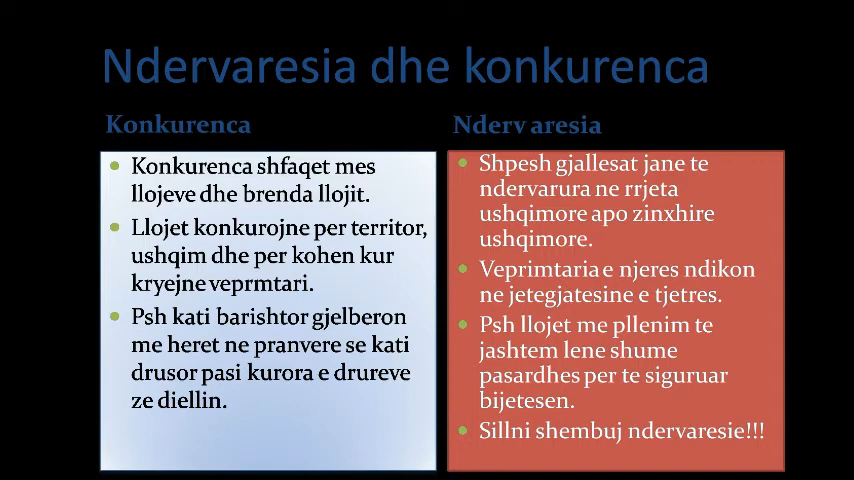 Ndervaresia dhe konkurenca
Konkurenca
Konkurenca shfaqet mes
llojeve dhe brenda llojit.
Llojet konkurojne per territor,
ushqim dhe per kohen kur
kryejne veprmtari.
Psh kati barishtor gjelberon
me heret ne pranvere se kati
drusor pasi kurora e drureve
ze diellin.
Nderv aresia
Shpesh gjallesat jane te
ndervarura ne rrjeta
ushqimore apo zinxhire
ushqimore.
Veprimtaria e njeres ndikon
ne jetegjatesine e tjetres.
Psh llojet me pllenim te
jashtem lene shume
pasardhes per te siguruar
bijetesen.
Sillni shembuj ndervaresie!!!